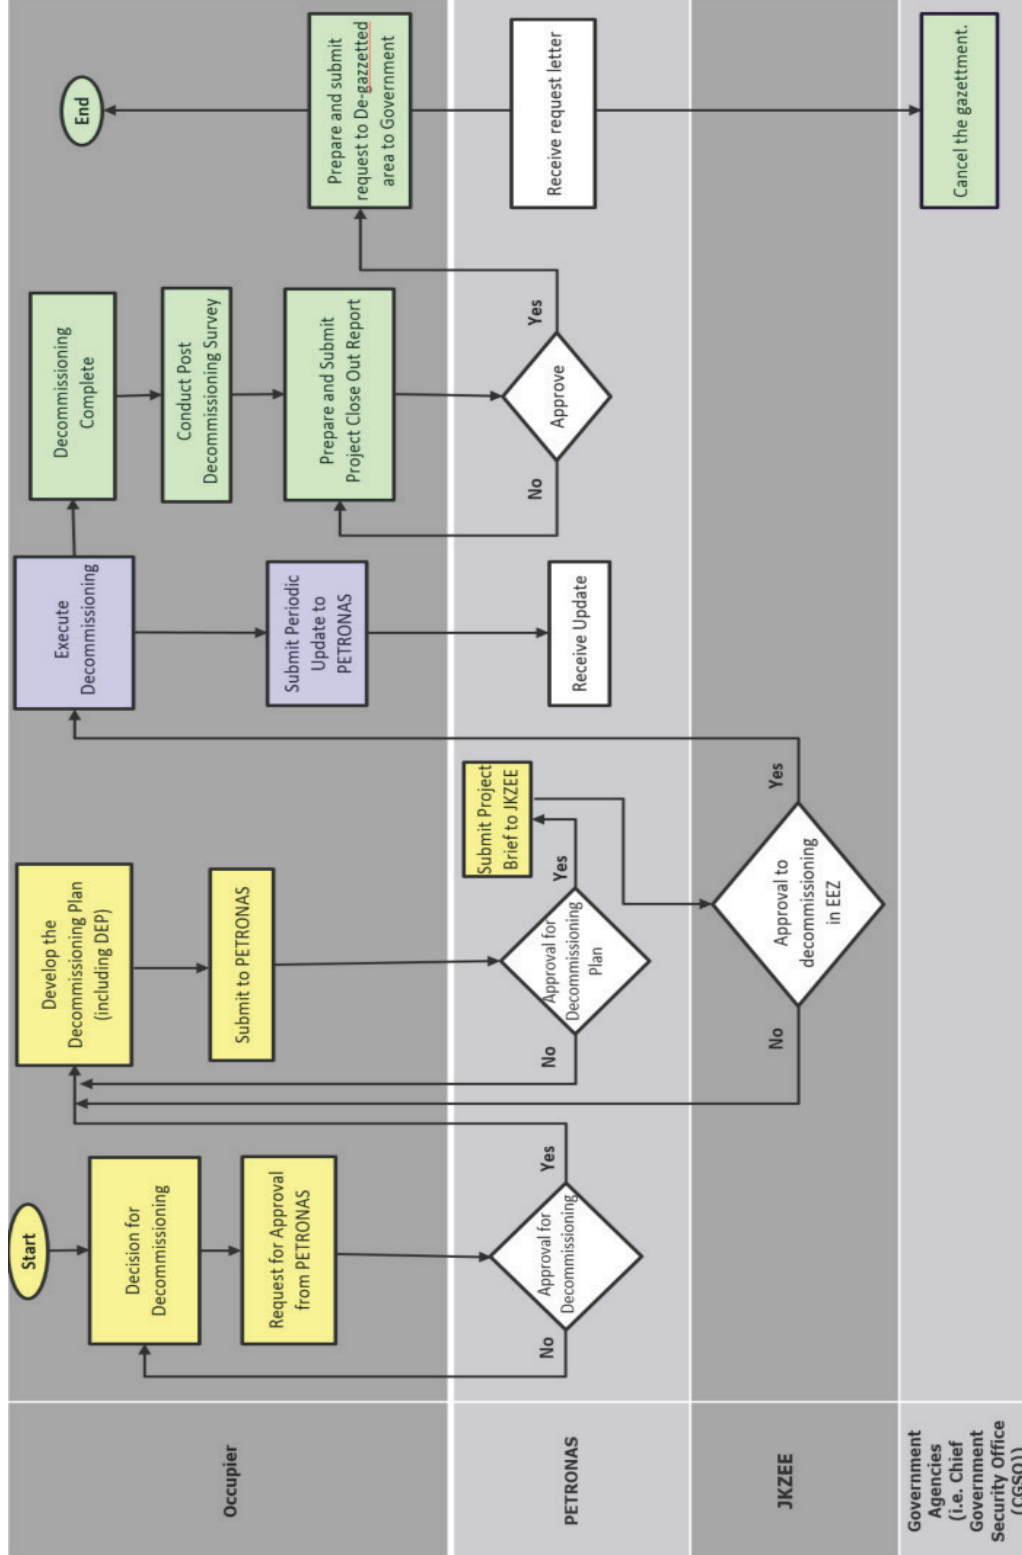 Occupier
Start
Decision for
Decommissioning
Request for Approval
from PETRONAS
Develop the
Decommissioning Plan
(including DEP)
Submit to PETRONAS
Execute
Decommissioning
Submit Periodic
Update to
PETRONAS
Decommissioning
Complete
Conduct Post
Decommissioning Survey
Prepare and Submit
Project Close Out Report
End
Prepare and submit
request to De-gazzetted
area to Government
PETRONAS
No
Approval for
Decommissioning
Yes
No
Approval for
Decommissioning
Plan
Yes
Submit Project
Brief to JKZEE
Receive Update
No
Approve
Yes
Receive request letter
JKZEE
No
Approval to
decommissioning
in EEZ
Yes
Government
Agencies
(i.e. Chief
Government
Security Office
(CGSO))
Cancel the gazettment.